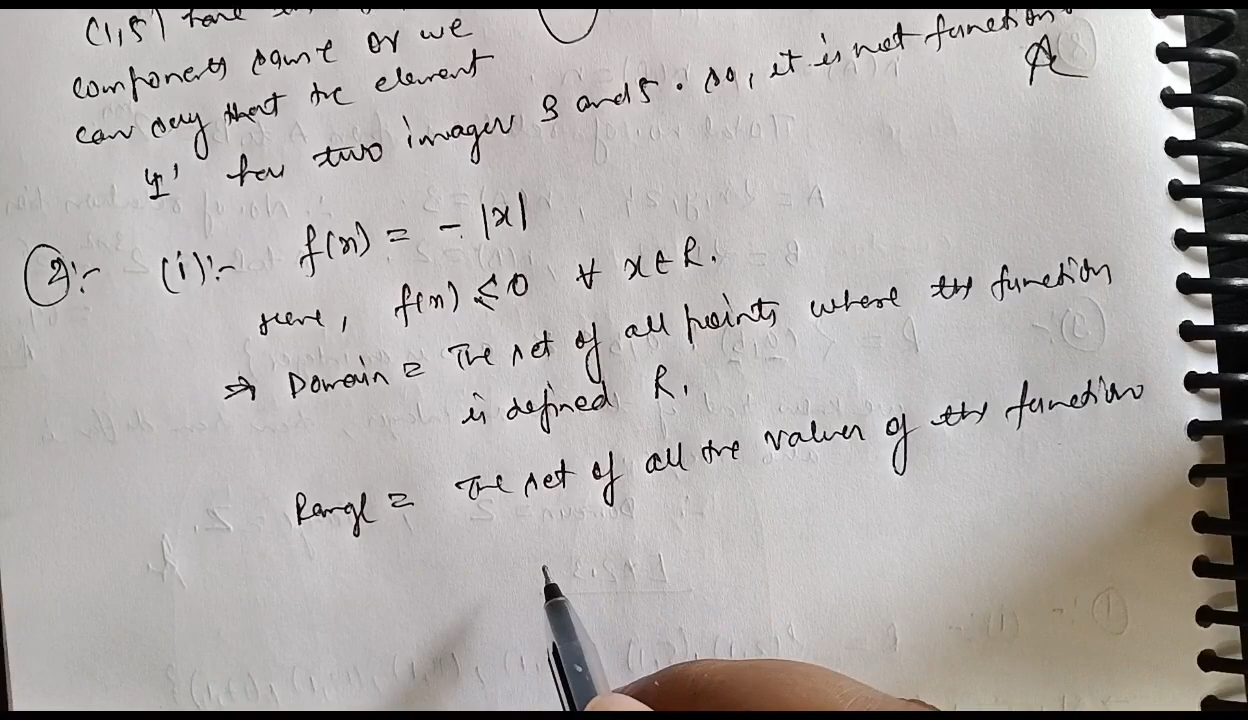 (1,5) have
components same or we
can say that the element
'1' has two images 3 and 5. so, it is not function.
2:- (i):- f(x) = - |x|
Here, f(x) ≤ 0 ∀ x ∈ R.
⇒ Domain = The set of all points where the function
is defined R.
Range = The set of all the values of the function